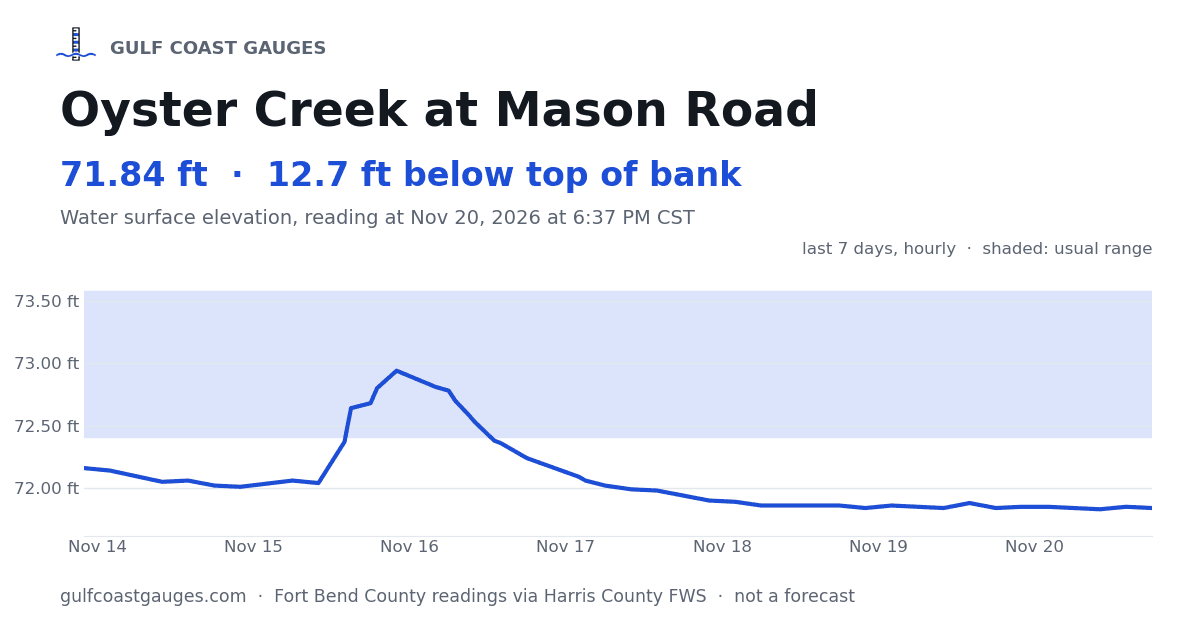 GULF COAST GAUGES
Oyster Creek at Mason Road
71.84 ft · 12.7 ft below top of bank
Water surface elevation, reading at Nov 20, 2026 at 6:37 PM CST
last 7 days, hourly · shaded: usual range
73.50 ft
73.00 ft
72.50 ft
72.00 ft
Nov 14 Nov 15 Nov 16 Nov 17 Nov 18 Nov 19 Nov 20
gulfcoastgauges.com · Fort Bend County readings via Harris County FWS · not a forecast